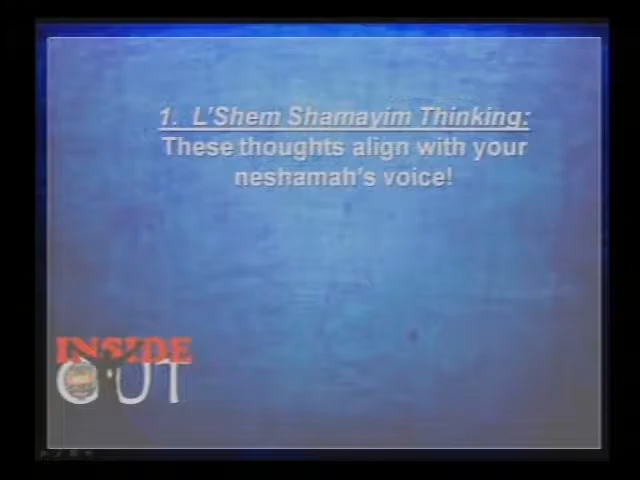 1. L'Shem Shamayim Thinking:
These thoughts align with your
neshamah's voice!
INSIDE
OUT